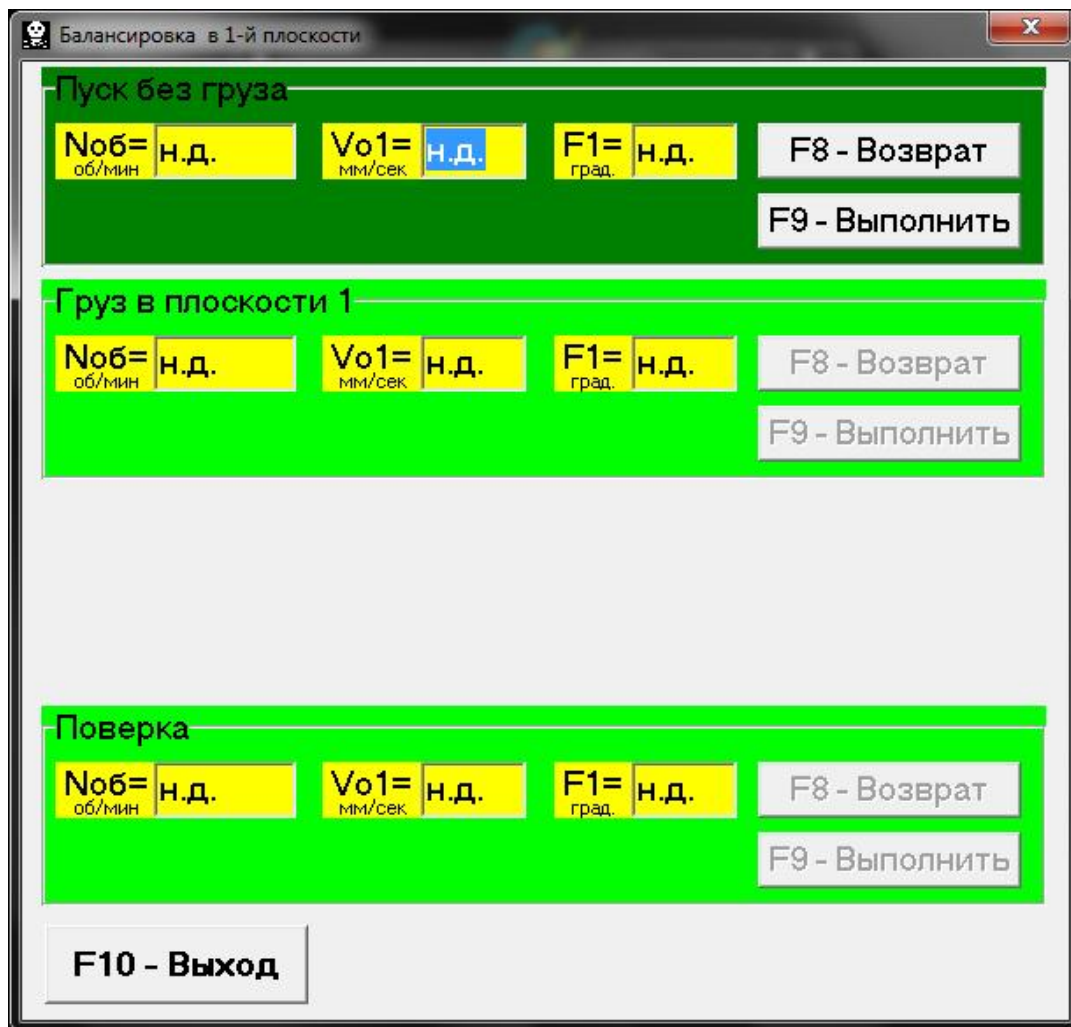 Балансировка в 1-й плоскости
Пуск без груза
Nоб= н.д. Vo1= н.д. F1= н.д. F8 - Возврат
об/мин мм/сек град.
F9 - Выполнить
Груз в плоскости 1
Nоб= н.д. Vo1= н.д. F1= н.д. F8 - Возврат
об/мин мм/сек град.
F9 - Выполнить
Поверка
Nоб= н.д. Vo1= н.д. F1= н.д. F8 - Возврат
об/мин мм/сек град.
F9 - Выполнить
F10 - Выход